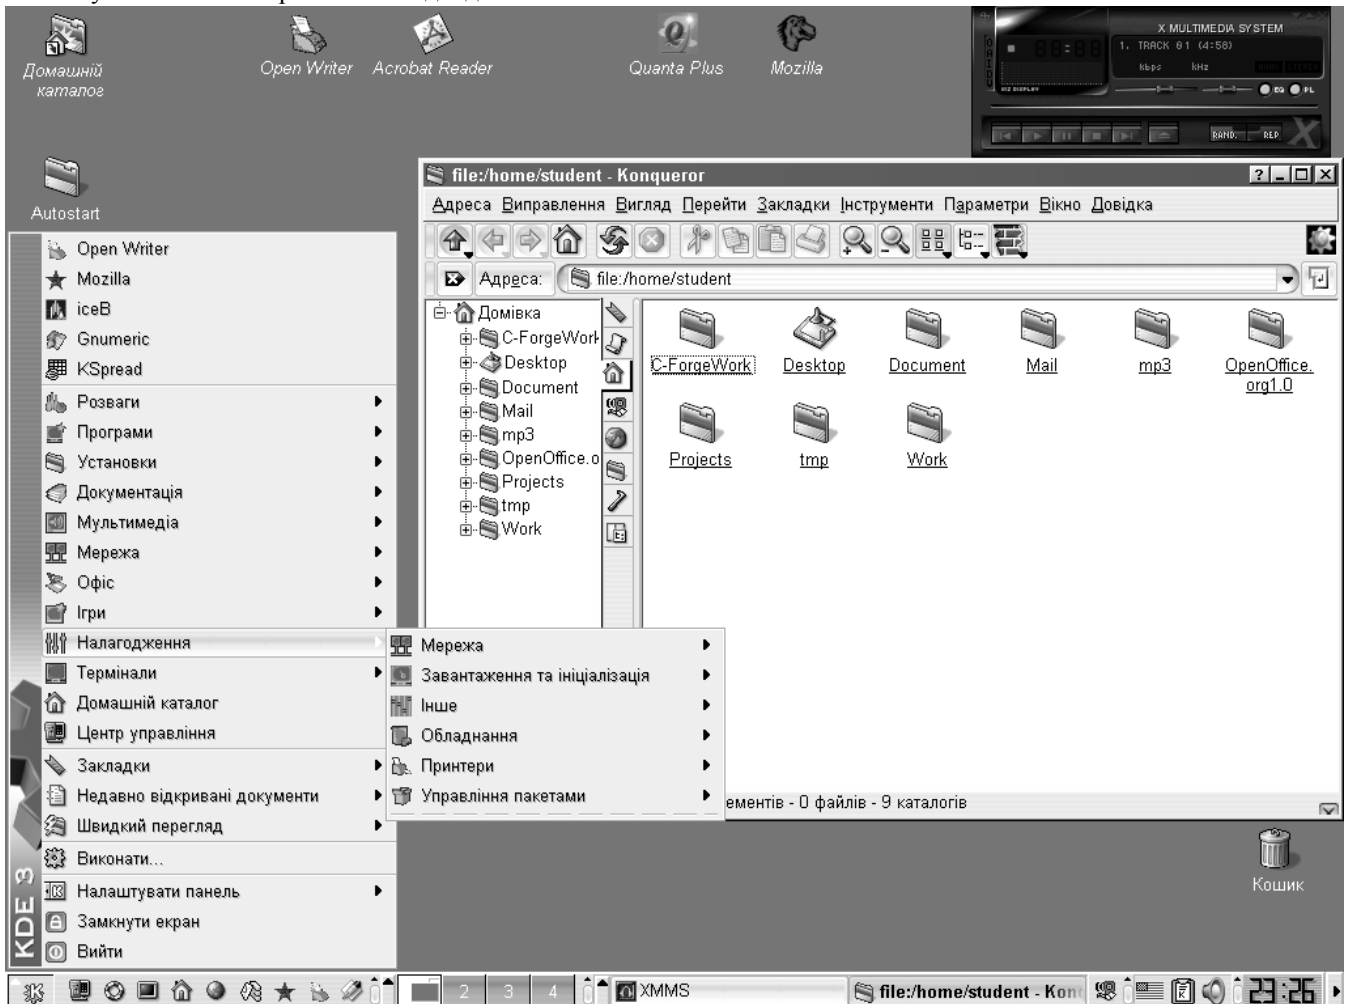 Домашній каталог
Open Writer
Acrobat Reader
Quanta Plus
Mozilla
X MULTIMEDIA SYSTEM
1. TRACK 01 (4:58)
kbps kHz
EQ PL
RAND. REP
Autostart
file:/home/student - Konqueror
Адреса Виправлення Вигляд Перейти Закладки Інструменти Параметри Вікно Довідка
Адреса: file:/home/student
Домівка
C-ForgeWork
Desktop
Document
Mail
mp3
OpenOffice.o
Projects
tmp
Work
C-ForgeWork
Desktop
Document
Mail
mp3
OpenOffice.org1.0
Projects
tmp
Work
ементів - 0 файлів - 9 каталогів
Open Writer
Mozilla
iceB
Gnumeric
KSpread
Розваги
Програми
Установки
Документація
Мультимедіа
Мережа
Офіс
Ігри
Налагодження
Термінали
Домашній каталог
Центр управління
Закладки
Недавно відкривані документи
Швидкий перегляд
Виконати...
Налаштувати панель
Замкнути екран
Вийти
KDE 3
Мережа
Завантаження та ініціалізація
Інше
Обладнання
Принтери
Управління пакетами
Кошик
2 3 4
XMMS
file:/home/student - Kon
23:26